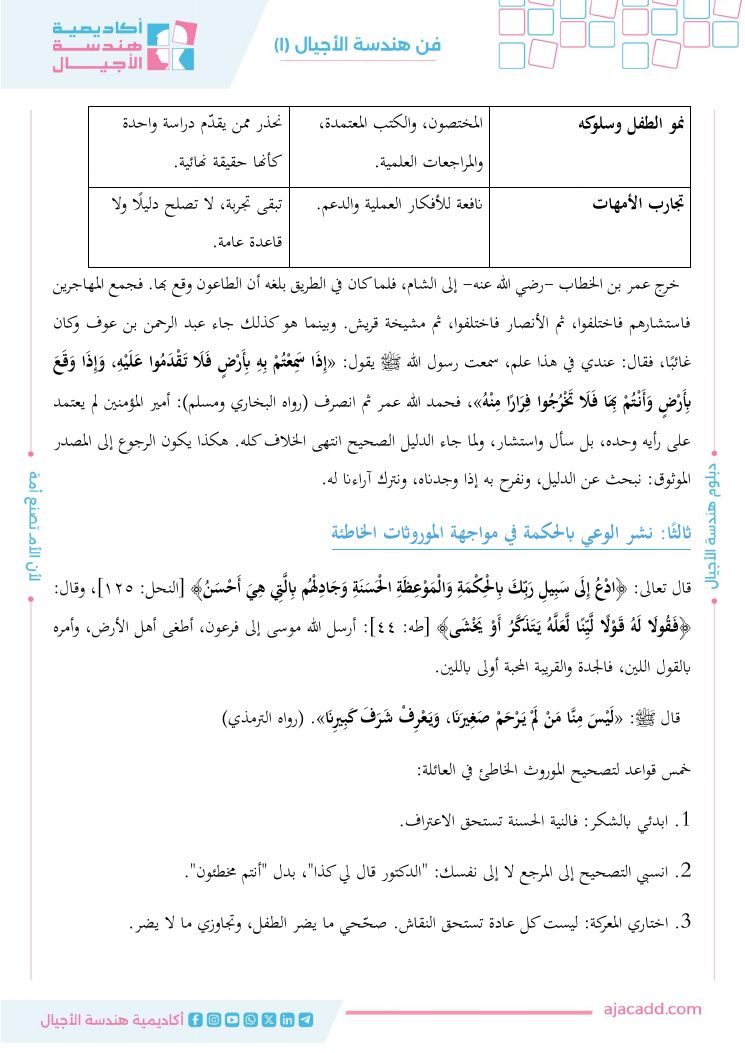 أكاديمية
هندسة
الأجيال
فن هندسة الأجيال (١)
نمو الطفل وسلوكه
المختصون، والكتب المعتمدة،
والمراجعات العلمية.
نحذر ممن يقدّم دراسة واحدة
كأنها حقيقة نهائية.
تجارب الأمهات
نافعة للأفكار العملية والدعم.
تبقى تجربة، لا تصلح دليلًا ولا
قاعدة عامة.
خرج عمر بن الخطاب -رضي الله عنه- إلى الشام، فلما كان في الطريق بلغه أن الطاعون وقع بها. فجمع المهاجرين
فاستشارهم فاختلفوا، ثم الأنصار فاختلفوا، ثم مشيخة قريش. وبينما هو كذلك جاء عبد الرحمن بن عوف وكان
غائبًا، فقال: عندي في هذا علم، سمعت رسول الله ﷺ يقول: «إِذَا سَمِعْتُمْ بِهِ بِأَرْضٍ فَلَا تَقْدَمُوا عَلَيْهِ، وَإِذَا وَقَعَ
بِأَرْضٍ وَأَنْتُمْ بِهَا فَلَا تَخْرُجُوا فِرَارًا مِنْهُ»، فحمد الله عمر ثم انصرف (رواه البخاري ومسلم): أمير المؤمنين لم يعتمد
على رأيه وحده، بل سأل واستشار، ولما جاء الدليل الصحيح انتهى الخلاف كله. هكذا يكون الرجوع إلى المصدر
الموثوق: نبحث عن الدليل، ونفرح به إذا وجدناه، ونترك آراءنا له.
ثالثًا: نشر الوعي بالحكمة في مواجهة الموروثات الخاطئة
قال تعالى: ﴿ادْعُ إِلَى سَبِيلِ رَبِّكَ بِالْحِكْمَةِ وَالْمَوْعِظَةِ الْحَسَنَةِ وَجَادِلْهُم بِالَّتِي هِيَ أَحْسَنُ﴾ [النحل: ١٢٥]، وقال:
﴿فَقُولَا لَهُ قَوْلًا لَّيِّنًا لَّعَلَّهُ يَتَذَكَّرُ أَوْ يَخْشَى﴾ [طه: ٤٤]: أرسل الله موسى إلى فرعون، أطغى أهل الأرض، وأمره
بالقول اللين، فالجدة والقريبة المحبة أولى باللين.
قال ﷺ: «لَيْسَ مِنَّا مَنْ لَمْ يَرْحَمْ صَغِيرَنَا، وَيَعْرِفْ شَرَفَ كَبِيرِنَا». (رواه الترمذي)
خمس قواعد لتصحيح الموروث الخاطئ في العائلة:
1. ابدئي بالشكر: فالنية الحسنة تستحق الاعتراف.
2. انسبي التصحيح إلى المرجع لا إلى نفسك: "الدكتور قال لي كذا"، بدل "أنتم مخطئون".
3. اختاري المعركة: ليست كل عادة تستحق النقاش. صحّحي ما يضر الطفل، وتجاوزي ما لا يضر.
دبلوم هندسة الأجيال
لأن الأم تصنع أمة
أكاديمية هندسة الأجيال
ajacadd.com